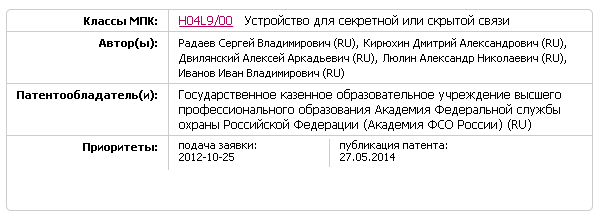 Классы МПК: H04L9/00 Устройство для секретной или скрытой связи
Автор(ы): Радаев Сергей Владимирович (RU), Кирюхин Дмитрий Александрович (RU),
Двилянский Алексей Аркадьевич (RU), Люлин Александр Николаевич (RU),
Иванов Иван Владимирович (RU)
Патентообладатель(и): Государственное казенное образовательное учреждение высшего
профессионального образования Академия Федеральной службы
охраны Российской Федерации (Академия ФСО России) (RU)
Приоритеты: подача заявки: публикация патента:
2012-10-25 27.05.2014